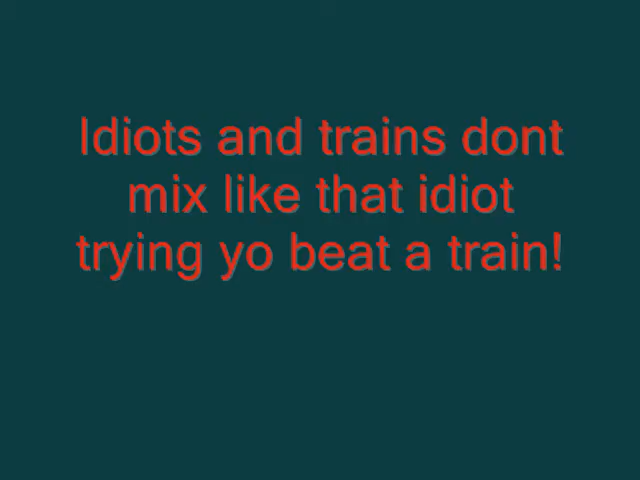 Idiots and trains dont
mix like that idiot
trying yo beat a train!